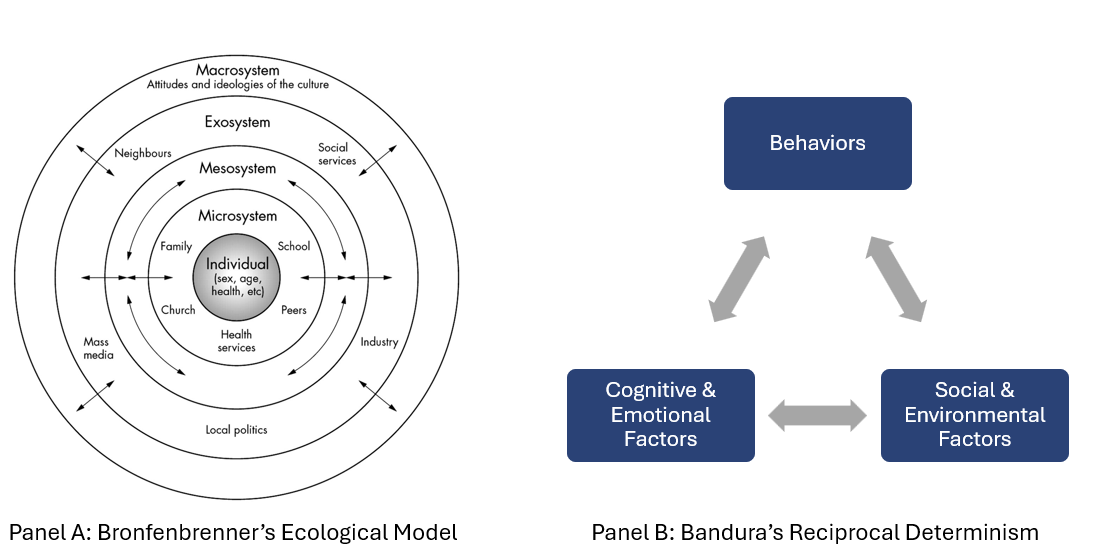 Macrosystem
Attitudes and ideologies of the culture
Exosystem
Neighbours
Social
services
Mesosystem
Microsystem
Family
School
Individual
(sex, age,
health, etc)
Church
Peers
Health
services
Mass
media
Industry
Local politics
Panel A: Bronfenbrenner’s Ecological Model
Behaviors
Cognitive &
Emotional
Factors
Social &
Environmental
Factors
Panel B: Bandura’s Reciprocal Determinism